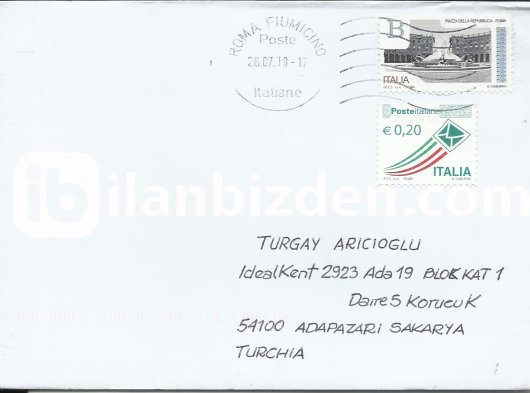 ROMA FIUMICINO
Poste
26.07.18-17
Italiane
PIAZZA DELLA REPUBBLICA - ROMA
B
ITALIA
Posteitaliane
€ 0,20
ITALIA
ib ilanbizden.com
TURGAY ARICIOGLU
IdealKent 2923 Ada 19 BLOK KAT 1
Daire 5 KorucuK
54100 ADAPAZARI SAKARYA
TURCHIA